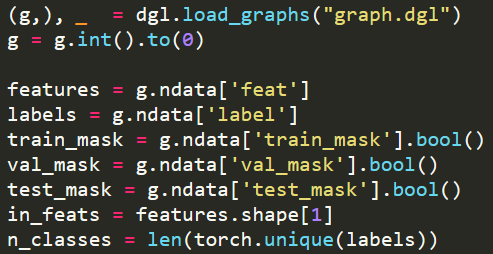 (g,), _  = dgl.load_graphs("graph.dgl")
g = g.int().to(0)
features = g.ndata['feat']
labels = g.ndata['label']
train_mask = g.ndata['train_mask'].bool()
val_mask = g.ndata['val_mask'].bool()
test_mask = g.ndata['test_mask'].bool()
in_feats = features.shape[1]
n_classes = len(torch.unique(labels))